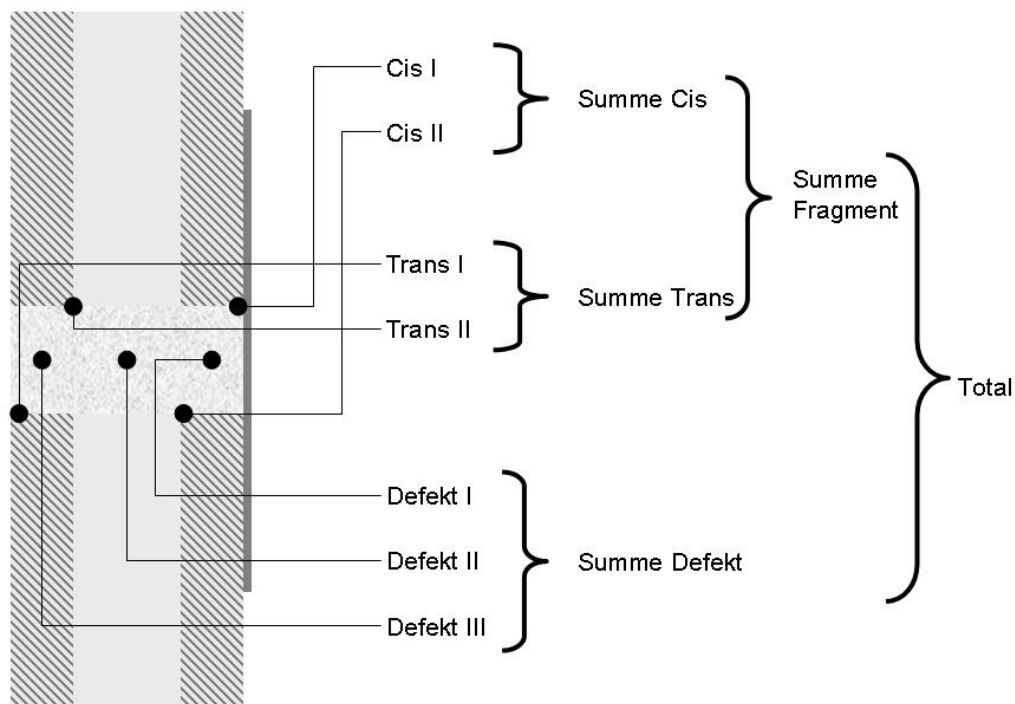 Cis I
Cis II
Summe Cis
Summe
Fragment
Trans I
Trans II
Summe Trans
Total
Defekt I
Defekt II
Defekt III
Summe Defekt